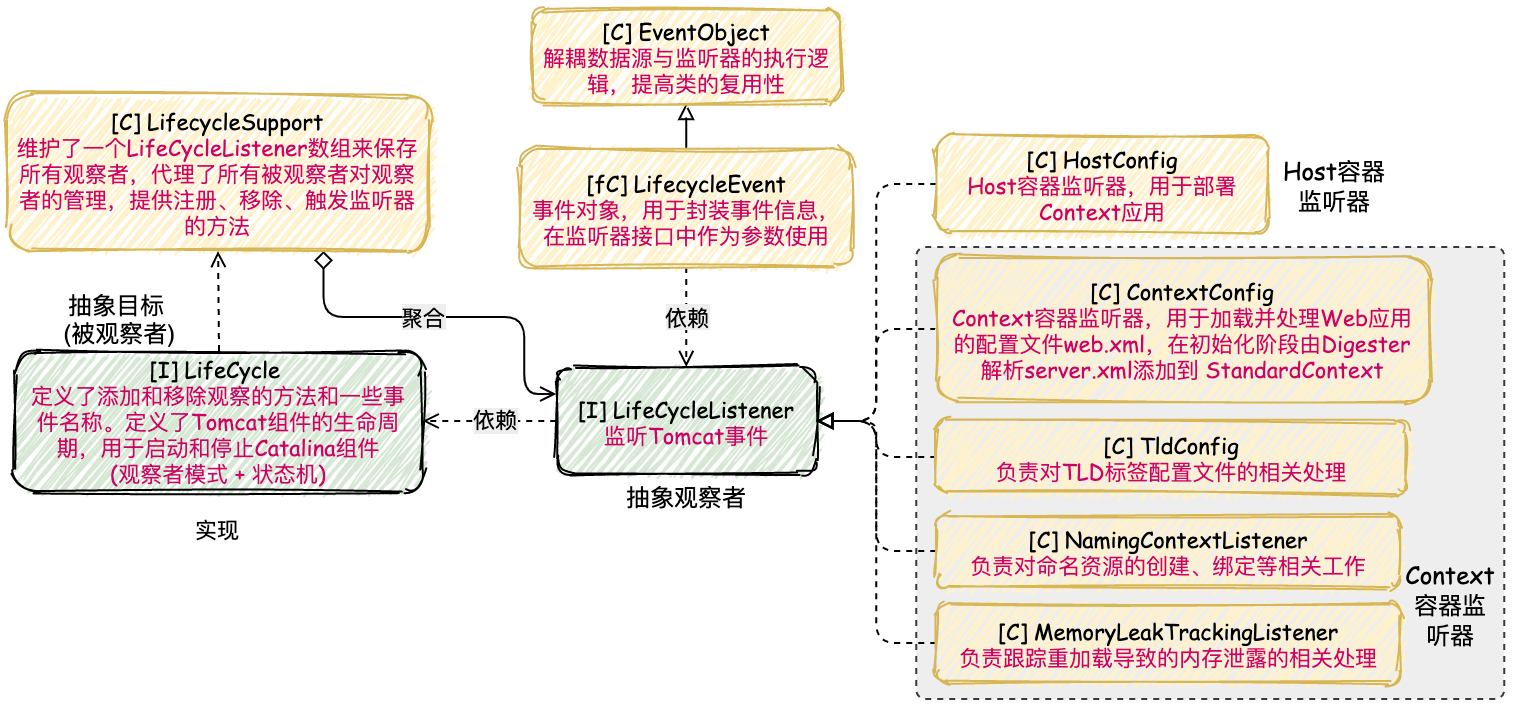 [C] EventObject
解耦数据源与监听器的执行逻
辑，提高类的复用性
[C] LifecycleSupport
维护了一个LifeCycleListener数组来保存
所有观察者，代理了所有被观察者对观察
者的管理，提供注册、移除、触发监听器
的方法
[fC] LifecycleEvent
事件对象，用于封装事件信息，
在监听器接口中作为参数使用
[C] HostConfig
Host容器监听器，用于部署
Context应用
Host容器
监听器
抽象目标
(被观察者)
聚合
依赖
[C] ContextConfig
Context容器监听器，用于加载并处理Web应用
的配置文件web.xml，在初始化阶段由Digester
解析server.xml添加到 StandardContext
[I] LifeCycle
定义了添加和移除观察的方法和一些事
件名称。定义了Tomcat组件的生命周
期，用于启动和停止Catalina组件
(观察者模式 + 状态机)
依赖
[I] LifeCycleListener
监听Tomcat事件
抽象观察者
实现
[C] TldConfig
负责对TLD标签配置文件的相关处理
[C] NamingContextListener
负责对命名资源的创建、绑定等相关工作
[C] MemoryLeakTrackingListener
负责跟踪重加载导致的内存泄露的相关处理
Context
容器监
听器